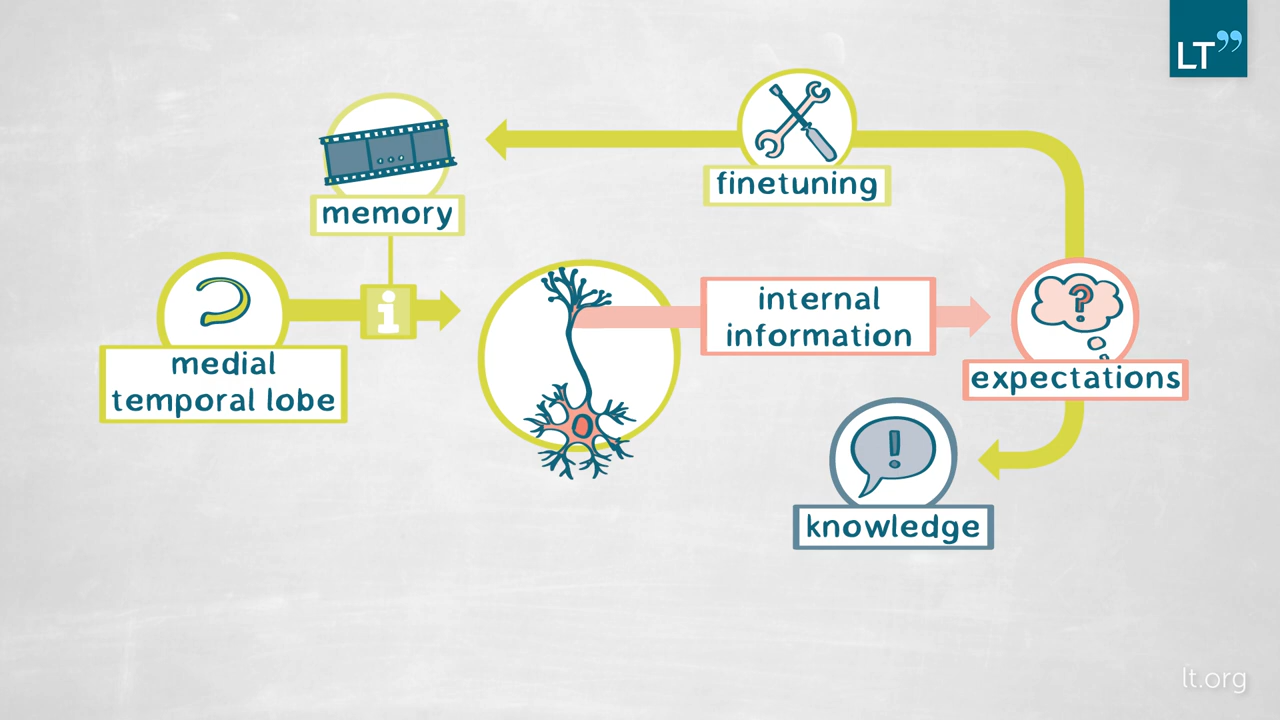 LT”
finetuning
memory
internal
information
medial
temporal lobe
expectations
knowledge
lt.org